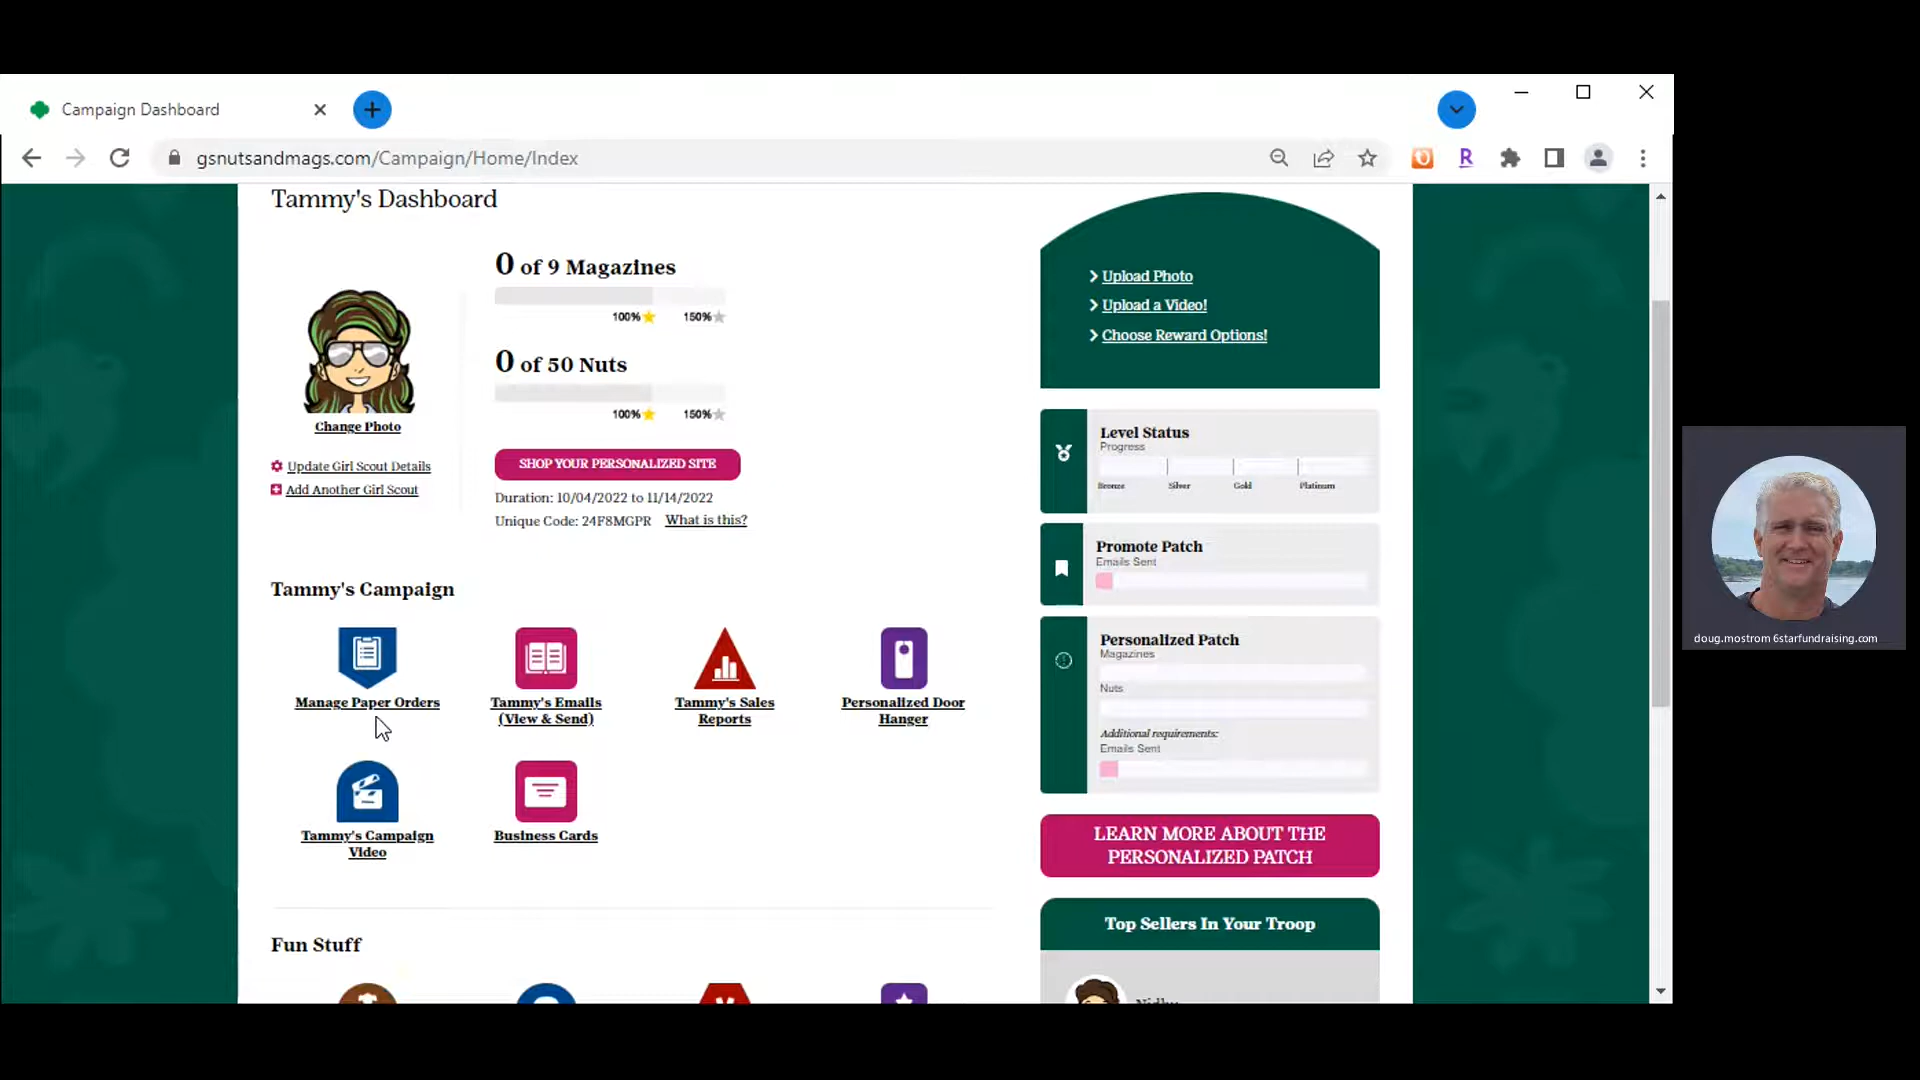 Campaign Dashboard
gsnutsandmags.com/Campaign/Home/Index
Tammy's Dashboard
0 of 9 Magazines
100% 150%
0 of 50 Nuts
100% 150%
Change Photo
Update Girl Scout Details
Add Another Girl Scout
SHOP YOUR PERSONALIZED SITE
Duration: 10/04/2022 to 11/14/2022
Unique Code: 24F8MGPR What is this?
Tammy's Campaign
Manage Paper Orders
Tammy's Emails
(View & Send)
Tammy's Sales
Reports
Personalized Door
Hanger
Tammy's Campaign
Video
Business Cards
Fun Stuff
Upload Photo
Upload a Video!
Choose Reward Options!
Level Status
Progress
Bronze Silver Gold Platinum
Promote Patch
Emails Sent
Personalized Patch
Magazines
Nuts
Additional requirements:
Emails Sent
LEARN MORE ABOUT THE
PERSONALIZED PATCH
Top Sellers In Your Troop
doug.mostrom 6starfundraising.com